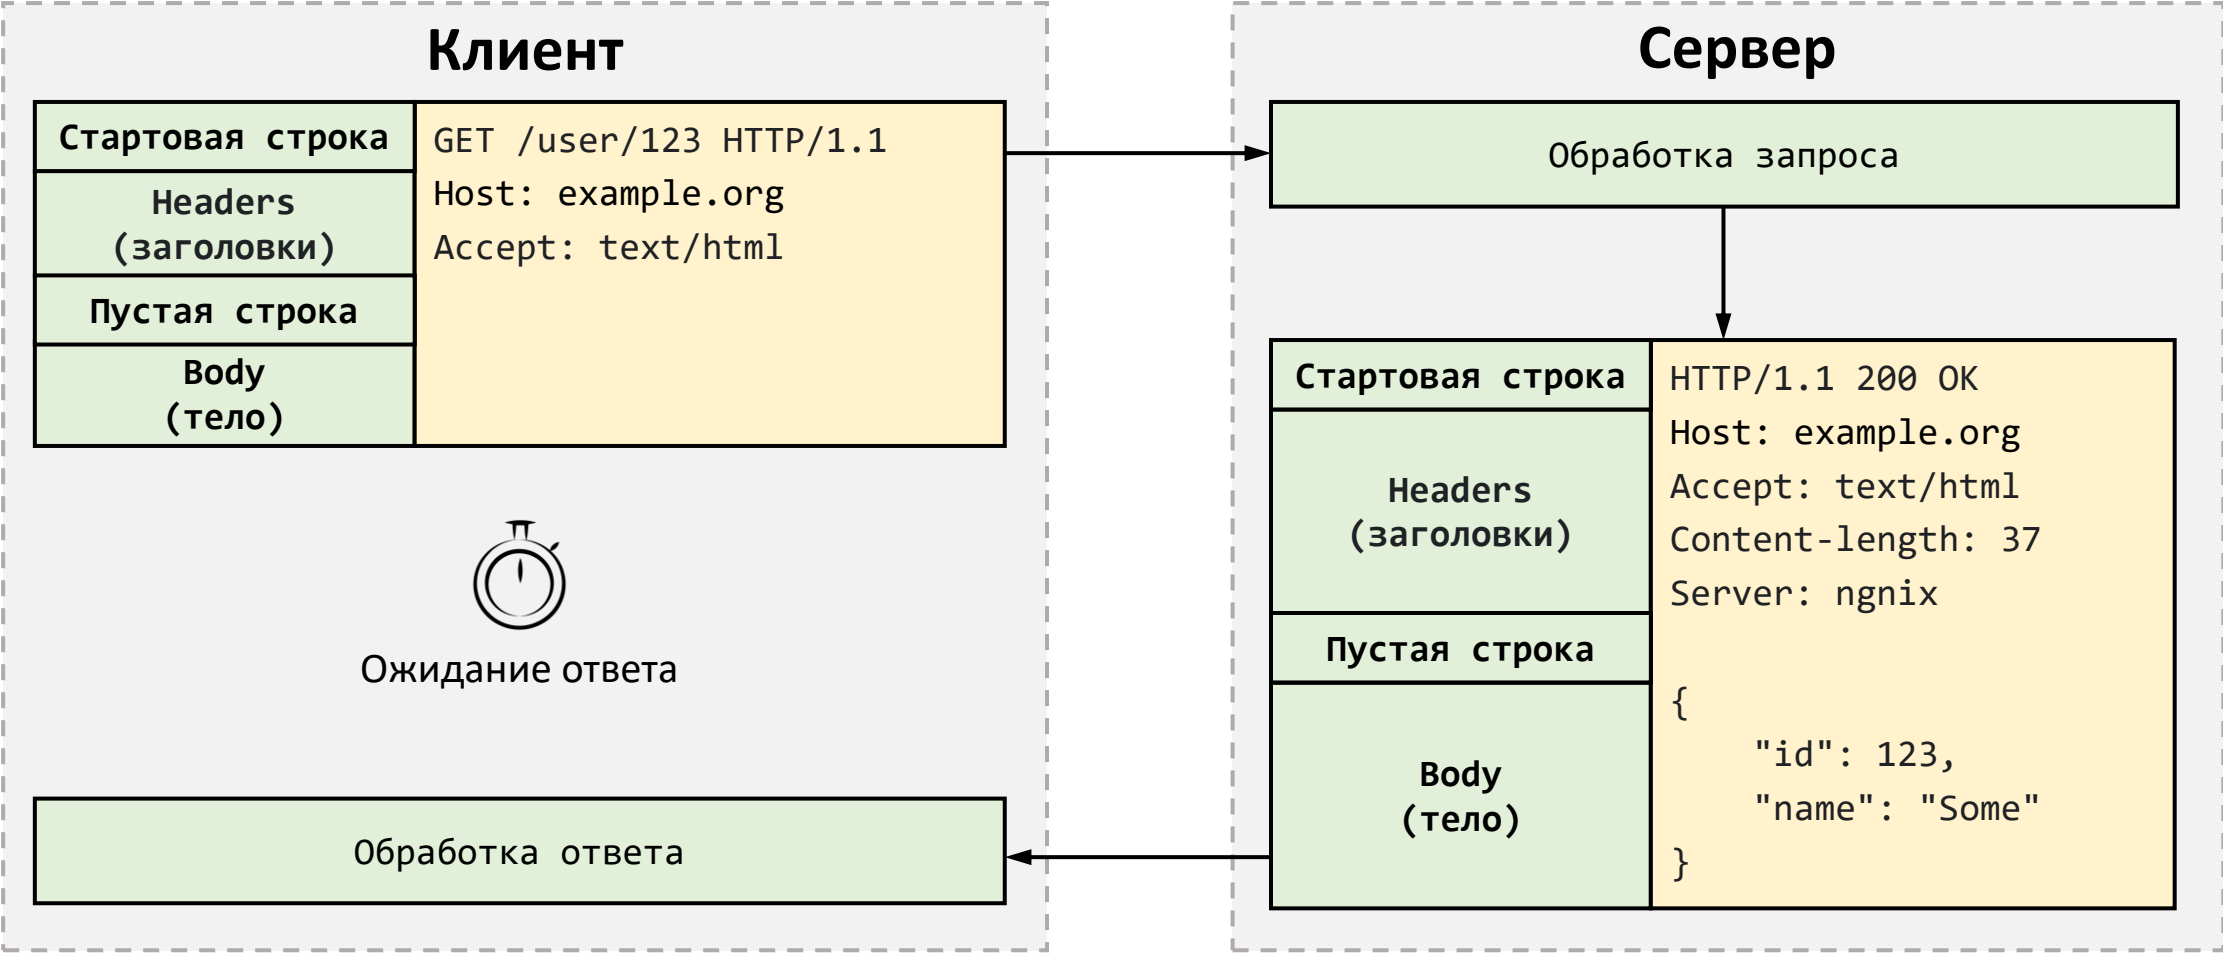 Клиент
Стартовая строка
GET /user/123 HTTP/1.1
Headers
(заголовки)
Host: example.org
Accept: text/html
Пустая строка
Body
(тело)
Ожидание ответа
Обработка ответа
Сервер
Обработка запроса
Стартовая строка
HTTP/1.1 200 OK
Headers
(заголовки)
Host: example.org
Accept: text/html
Content-length: 37
Server: ngnix
Пустая строка
Body
(тело)
{
"id": 123,
"name": "Some"
}